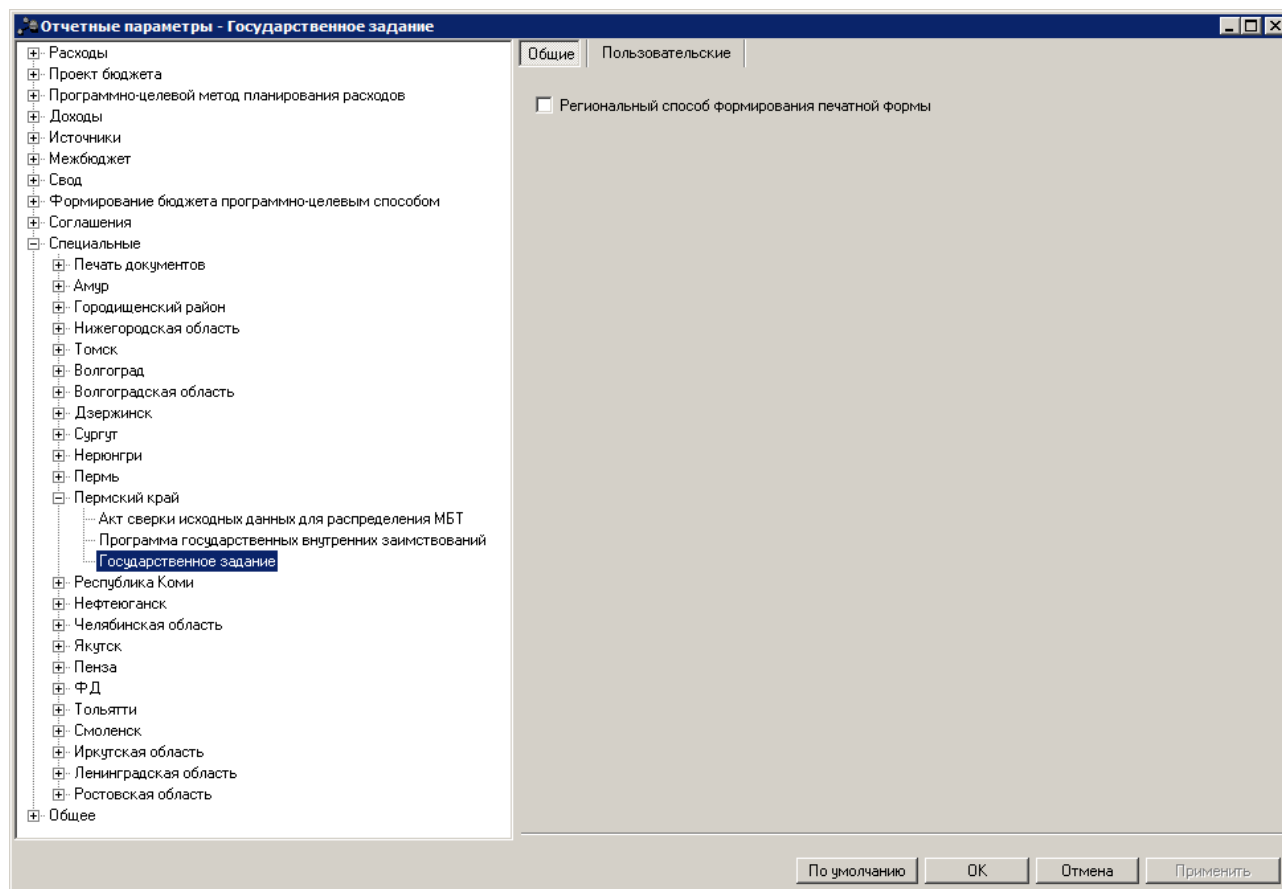 Отчетные параметры - Государственное задание
Расходы
Проект бюджета
Программно-целевой метод планирования расходов
Доходы
Источники
Межбюджет
Свод
Формирование бюджета программно-целевым способом
Соглашения
Специальные
Печать документов
Амур
Городищенский район
Нижегородская область
Томск
Волгоград
Волгоградская область
Дзержинск
Сургут
Нерюнгри
Пермь
Пермский край
Акт сверки исходных данных для распределения МБТ
Программа государственных внутренних заимствований
Государственное задание
Республика Коми
Нефтеюганск
Челябинская область
Якутск
Пенза
ФД
Тольятти
Смоленск
Иркутская область
Ленинградская область
Ростовская область
Общее
Общие Пользовательские
Региональный способ формирования печатной формы
По умолчанию OK Отмена Применить